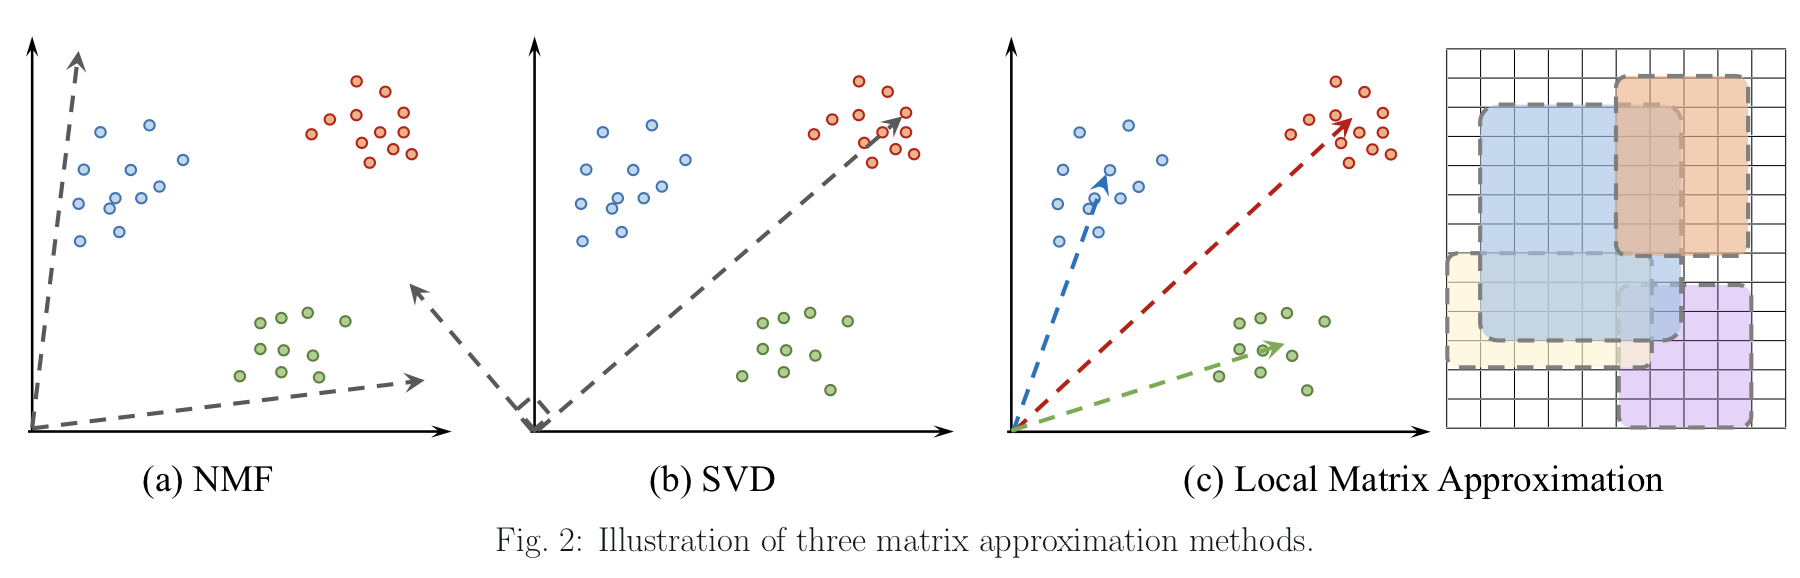 (a) NMF
(b) SVD
(c) Local Matrix Approximation
Fig. 2: Illustration of three matrix approximation methods.